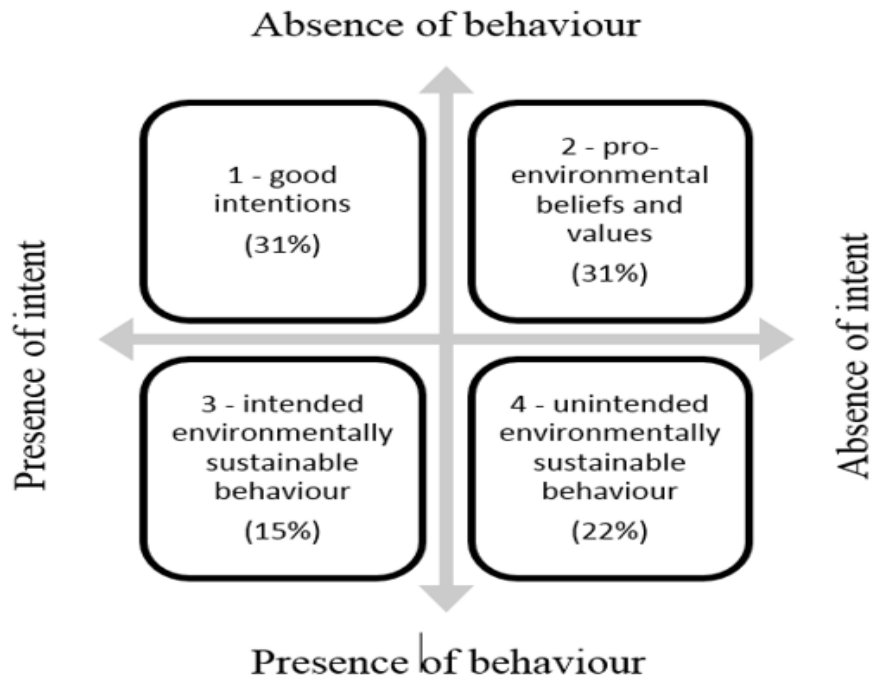 Absence of behaviour
1 - good
intentions
(31%)
2 - pro-
environmental
beliefs and
values
(31%)
Presence of intent
Absence of intent
3 - intended
environmentally
sustainable
behaviour
(15%)
4 - unintended
environmentally
sustainable
behaviour
(22%)
Presence of behaviour